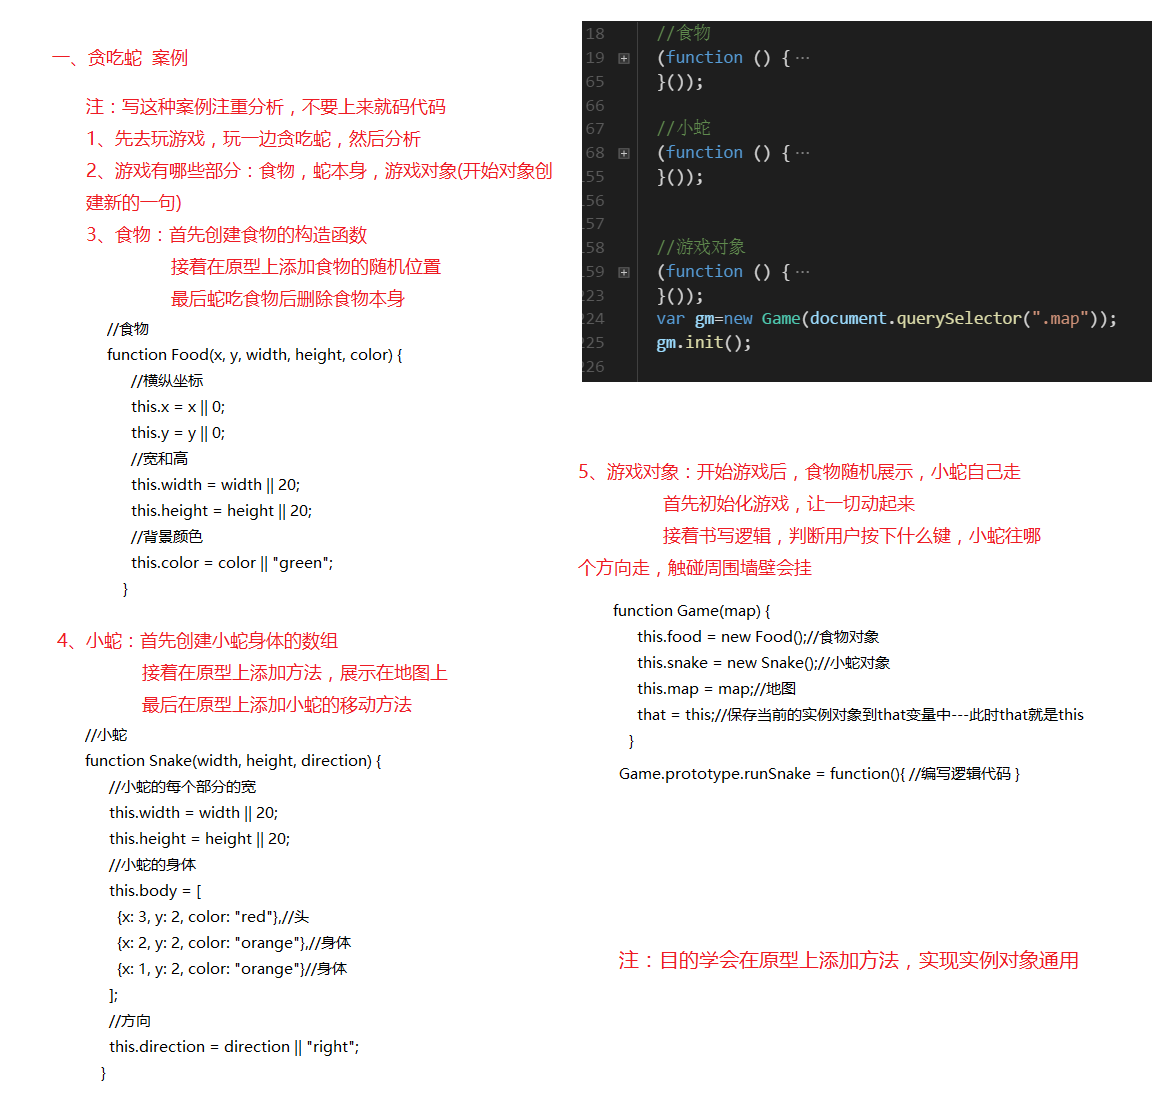 一、贪吃蛇  案例
注：写这种案例注重分析，不要上来就码代码
1、先去玩游戏，玩一边贪吃蛇，然后分析
2、游戏有哪些部分：食物，蛇本身，游戏对象(开始对象创
建新的一句)
3、食物：首先创建食物的构造函数
接着在原型上添加食物的随机位置
最后蛇吃食物后删除食物本身
//食物
function Food(x, y, width, height, color) {
//横纵坐标
this.x = x || 0;
this.y = y || 0;
//宽和高
this.width = width || 20;
this.height = height || 20;
//背景颜色
this.color = color || "green";
}
4、小蛇：首先创建小蛇身体的数组
接着在原型上添加方法，展示在地图上
最后在原型上添加小蛇的移动方法
//小蛇
function Snake(width, height, direction) {
//小蛇的每个部分的宽
this.width = width || 20;
this.height = height || 20;
//小蛇的身体
this.body = [
{x: 3, y: 2, color: "red"},//头
{x: 2, y: 2, color: "orange"},//身体
{x: 1, y: 2, color: "orange"}//身体
];
//方向
this.direction = direction || "right";
}
18 //食物
19 (function () { ···
65 }());
66
67 //小蛇
68 (function () { ···
55 }());
56
57
58 //游戏对象
59 (function () { ···
223 }());
224 var gm=new Game(document.querySelector(".map"));
225 gm.init();
226
5、游戏对象：开始游戏后，食物随机展示，小蛇自己走
首先初始化游戏，让一切动起来
接着书写逻辑，判断用户按下什么键，小蛇往哪
个方向走，触碰周围墙壁会挂
function Game(map) {
this.food = new Food();//食物对象
this.snake = new Snake();//小蛇对象
this.map = map;//地图
that = this;//保存当前的实例对象到that变量中---此时that就是this
}
Game.prototype.runSnake = function(){ //编写逻辑代码 }
注：目的学会在原型上添加方法，实现实例对象通用